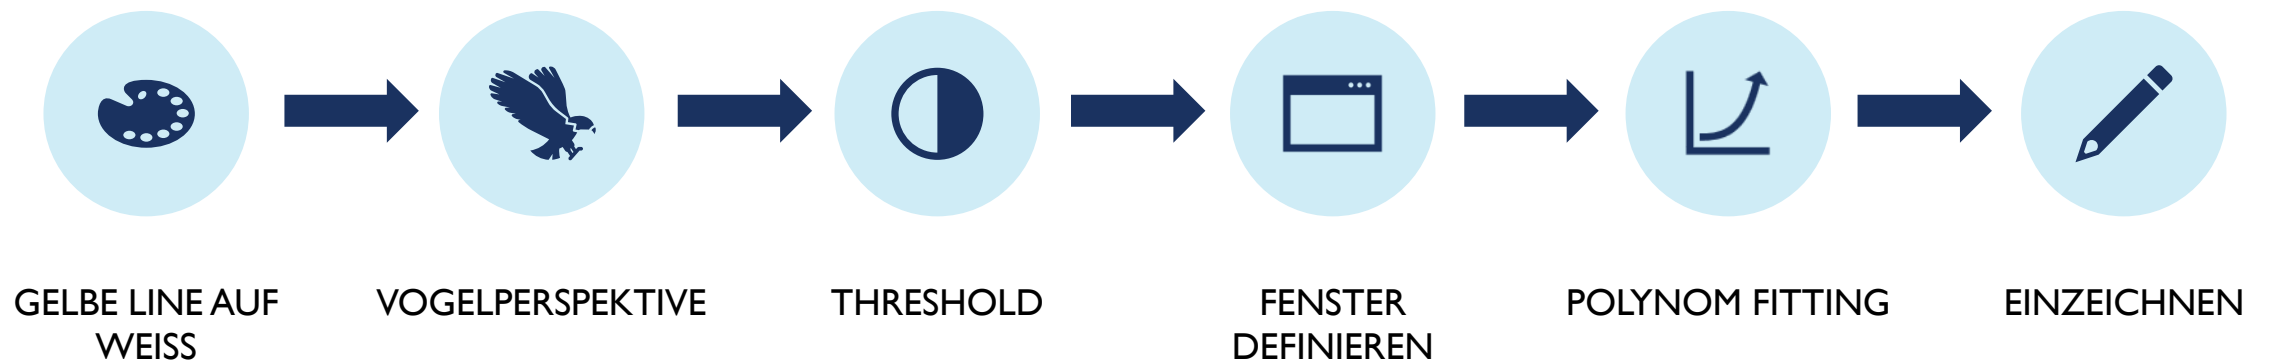 GELBE LINE AUF
WEISS
VOGELPERSPEKTIVE
THRESHOLD
FENSTER
DEFINIEREN
POLYNOM FITTING
EINZEICHNEN